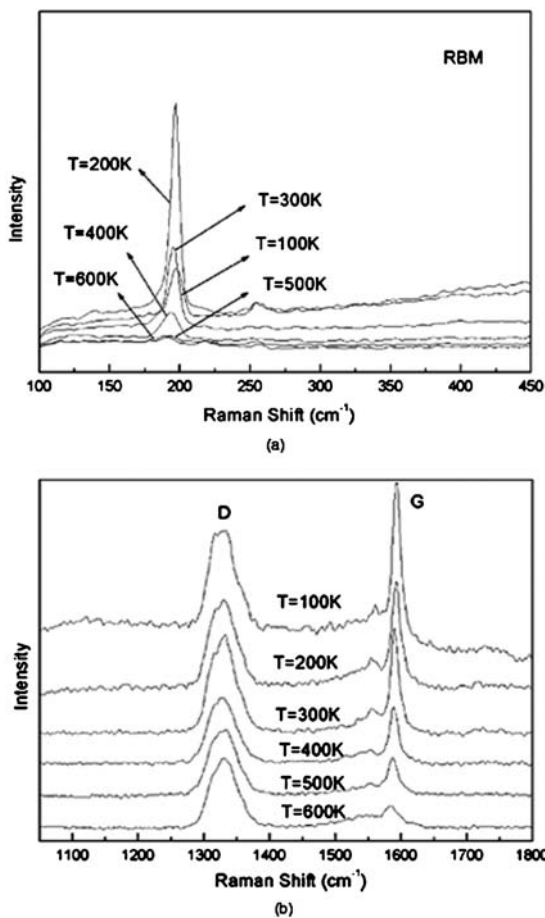 RBM
T=200K
T=300K
T=400K
T=100K
T=600K
T=500K
Intensity
100 150 200 250 300 350 400 450
Raman Shift (cm⁻¹)
(a)
D
G
T=100K
T=200K
T=300K
T=400K
T=500K
T=600K
Intensity
1100 1200 1300 1400 1500 1600 1700 1800
Raman Shift (cm⁻¹)
(b)